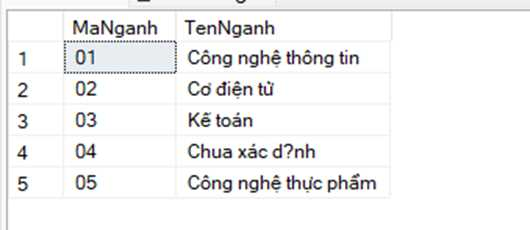 MaNganh TenNganh
1 01 Công nghệ thông tin
2 02 Cơ điện tử
3 03 Kế toán
4 04 Chua xác d?nh
5 05 Công nghệ thực phẩm